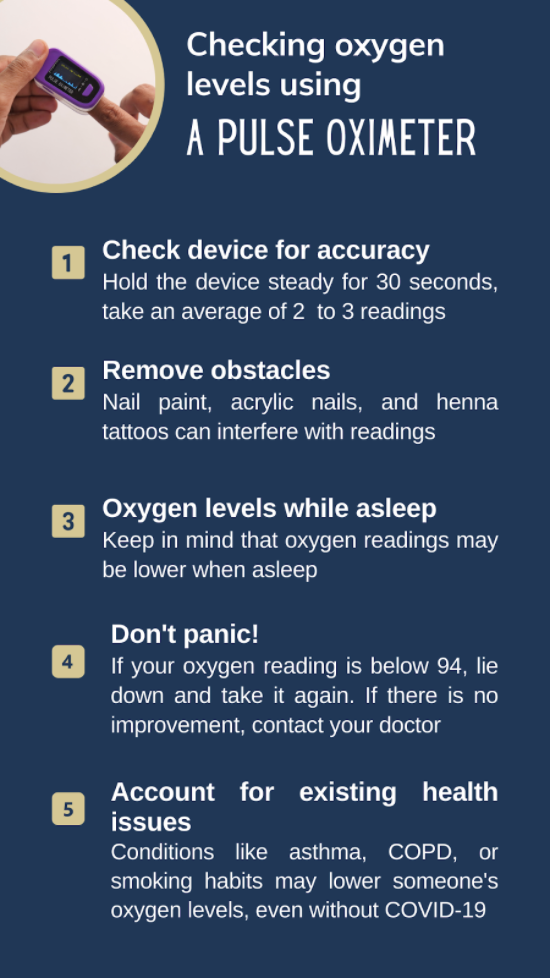 Checking oxygen
levels using
A PULSE OXIMETER
1
Check device for accuracy
Hold the device steady for 30 seconds,
take an average of 2 to 3 readings
2
Remove obstacles
Nail paint, acrylic nails, and henna
tattoos can interfere with readings
3
Oxygen levels while asleep
Keep in mind that oxygen readings may
be lower when asleep
4
Don't panic!
If your oxygen reading is below 94, lie
down and take it again. If there is no
improvement, contact your doctor
5
Account for existing health
issues
Conditions like asthma, COPD, or
smoking habits may lower someone's
oxygen levels, even without COVID-19